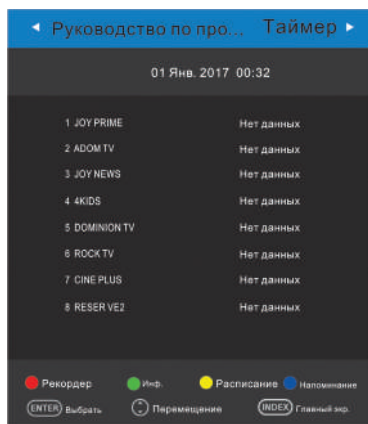 Руководство по про... Таймер
01 Янв. 2017 00:32
1 JOY PRIME Нет данных
2 ADOM TV Нет данных
3 JOY NEWS Нет данных
4 4KIDS Нет данных
5 DOMINION TV Нет данных
6 ROCK TV Нет данных
7 CINE PLUS Нет данных
8 RESER VE2 Нет данных
Рекордер Инф. Расписание Напоминание
ENTER Выбрать Перемещение INDEX Главный экр.